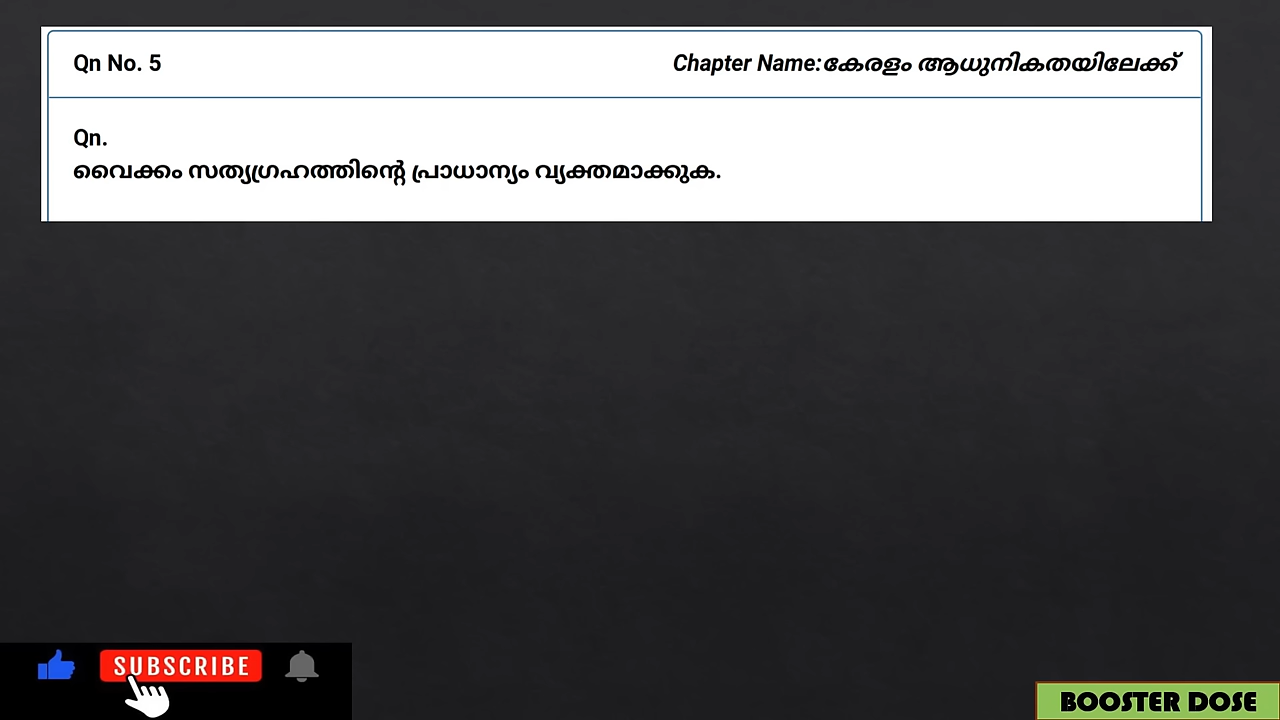 Qn No. 5
Chapter Name:കേരളം ആധുനികതയിലേക്ക്
Qn.
വൈക്കം സത്യഗ്രഹത്തിന്റെ പ്രാധാന്യം വ്യക്തമാക്കുക.
SUBSCRIBE
BOOSTER DOSE